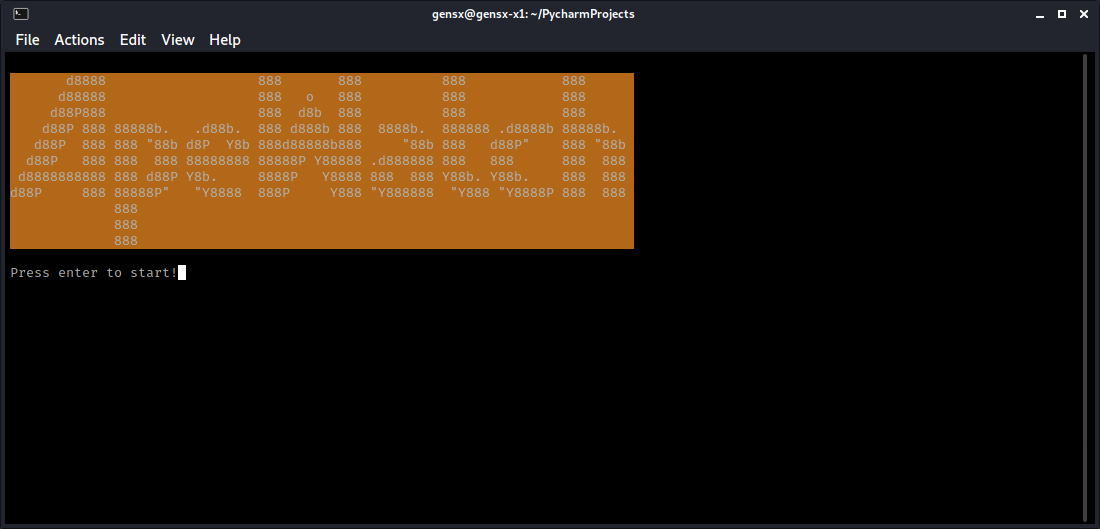 gensx@gensx-x1: ~/PycharmProjects
File Actions Edit View Help
       d8888                   888       888          888            888
      d88888                   888   o   888          888            888
     d88P888                   888  d8b  888          888            888
    d88P 888 88888b.   .d88b.  888 d888b 888  8888b.  888888 .d8888b 88888b.
   d88P  888 888 "88b d8P  Y8b 888d88888b888     "88b 888   d88P"    888 "88b
  d88P   888 888  888 88888888 88888P Y88888 .d888888 888   888      888  888
 d8888888888 888 d88P Y8b.     8888P   Y8888 888  888 Y88b. Y88b.    888  888
d88P     888 88888P"   "Y8888  888P     Y888 "Y888888  "Y888 "Y8888P 888  888
             888
             888
             888
Press enter to start!